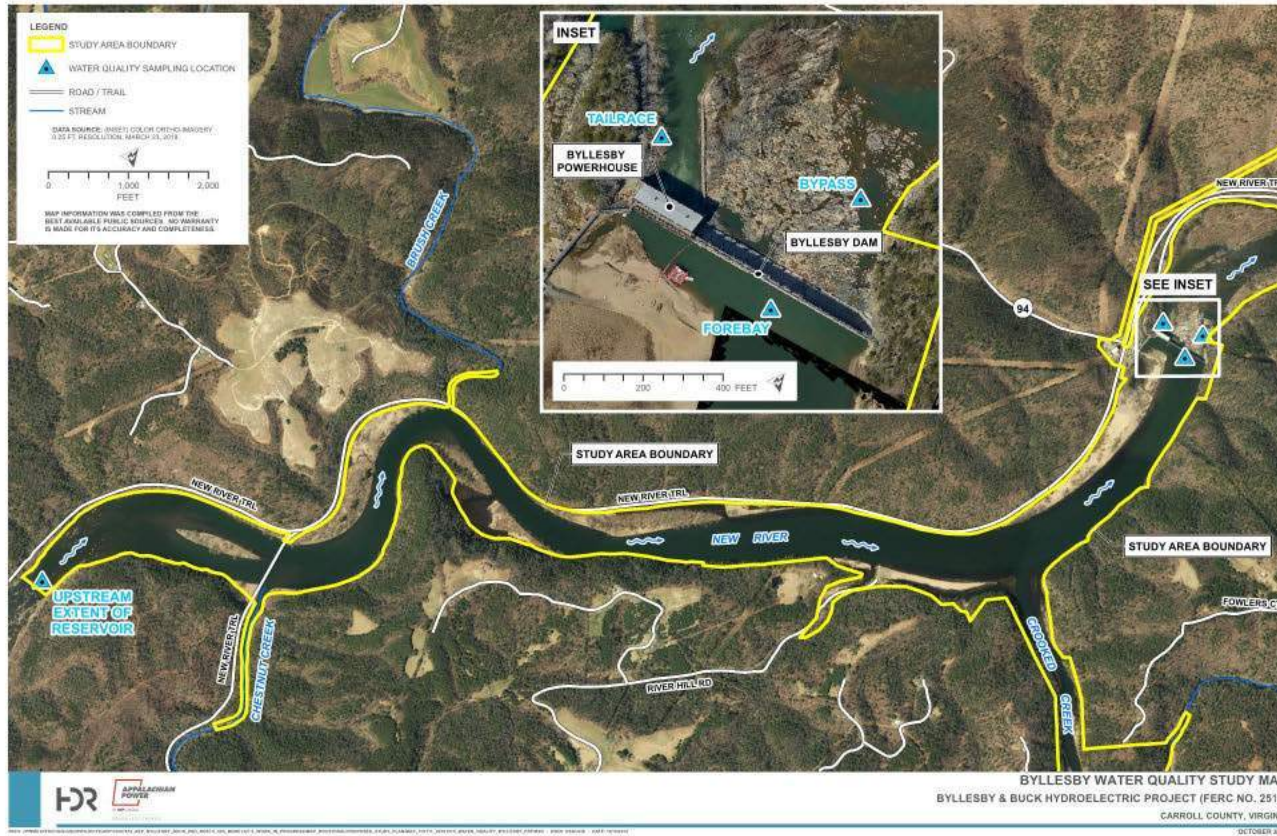 LEGEND
STUDY AREA BOUNDARY
WATER QUALITY SAMPLING LOCATION
ROAD / TRAIL
STREAM
DATA SOURCE: (INSET) COLOR ORTHO-IMAGERY
0.25 FT. RESOLUTION, MARCH
0 1,000 2,000
FEET
MAP INFORMATION WAS COMPILED FROM THE
BEST AVAILABLE PUBLIC SOURCES. NO WARRANTY
IS MADE FOR ITS ACCURACY AND COMPLETENESS.
BRUSH CREEK
INSET
TAILRACE
BYLLESBY
POWERHOUSE
BYPASS
BYLLESBY DAM
FOREBAY
0 200 400 FEET
NEW RIVER TR
94
SEE INSET
STUDY AREA BOUNDARY
NEW RIVER TRL
NEW RIVER TRL
NEW RIVER
STUDY AREA BOUNDARY
UPSTREAM
EXTENT OF
RESERVOIR
NEW RIVER TRL
CHESTNUT CREEK
RIVER HILL RD
CROOKED
CREEK
FOWLERS
HDR
APPALACHIAN
POWER
BYLLESBY WATER QUALITY STUDY MA
BYLLESBY & BUCK HYDROELECTRIC PROJECT (FERC NO. 251
CARROLL COUNTY, VIRGIN
OCTOBER